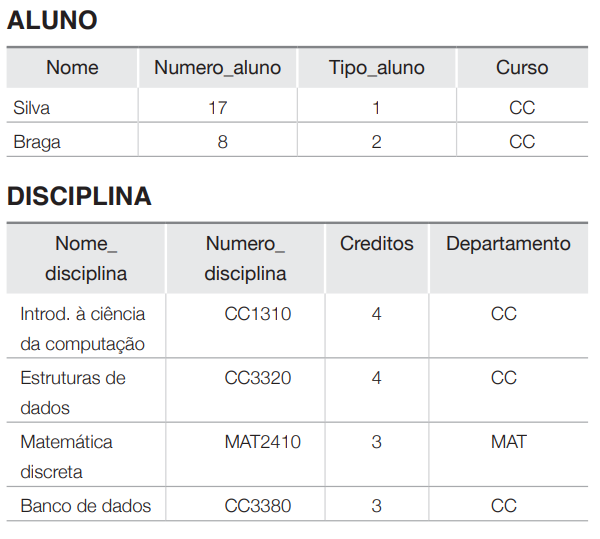 ALUNO
Nome Numero_aluno Tipo_aluno Curso
Silva 17 1 CC
Braga 8 2 CC
DISCIPLINA
Nome_ Numero_ Creditos Departamento
disciplina disciplina
Introd. à ciência CC1310 4 CC
da computação
Estruturas de CC3320 4 CC
dados
Matemática MAT2410 3 MAT
discreta
Banco de dados CC3380 3 CC